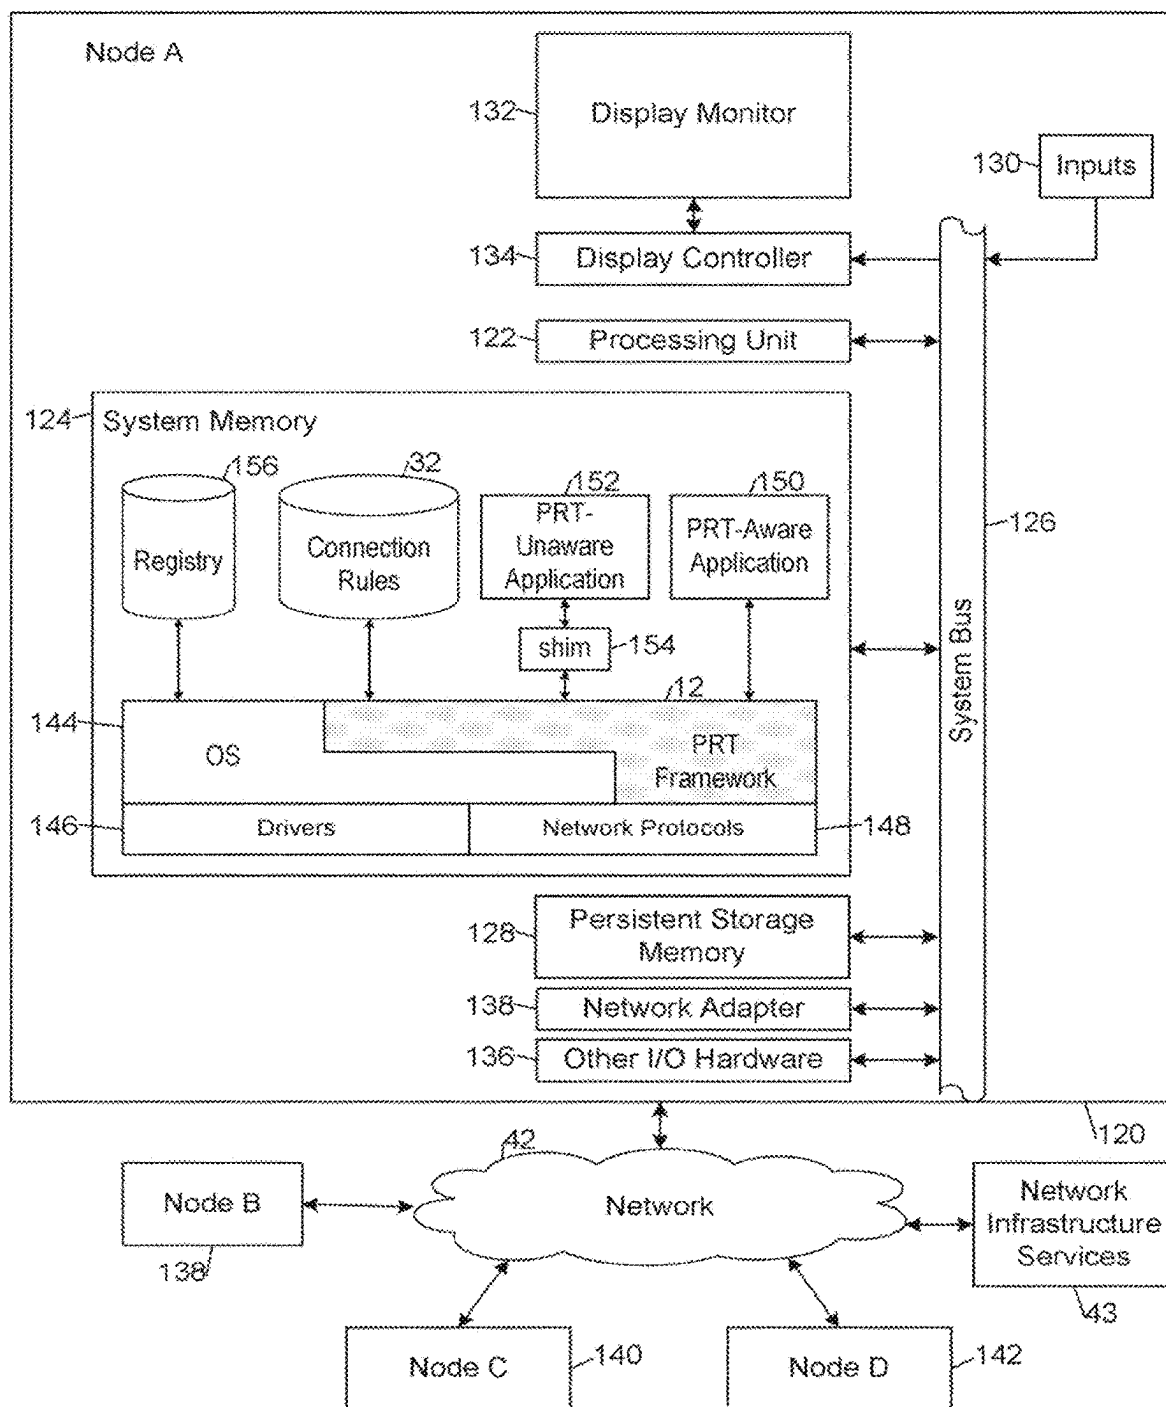 Node A
132
Display Monitor
130
Inputs
134
Display Controller
122
Processing Unit
124
System Memory
156
32
152
150
Registry
Connection
Rules
PRT-
Unaware
Application
PRT-Aware
Application
126
System Bus
shim
154
12
144
OS
PRT
Framework
146
Drivers
Network Protocols
148
128
Persistent Storage
Memory
138
Network Adapter
136
Other I/O Hardware
120
42
Node B
138
Network
Network
Infrastructure
Services
43
Node C
140
Node D
142